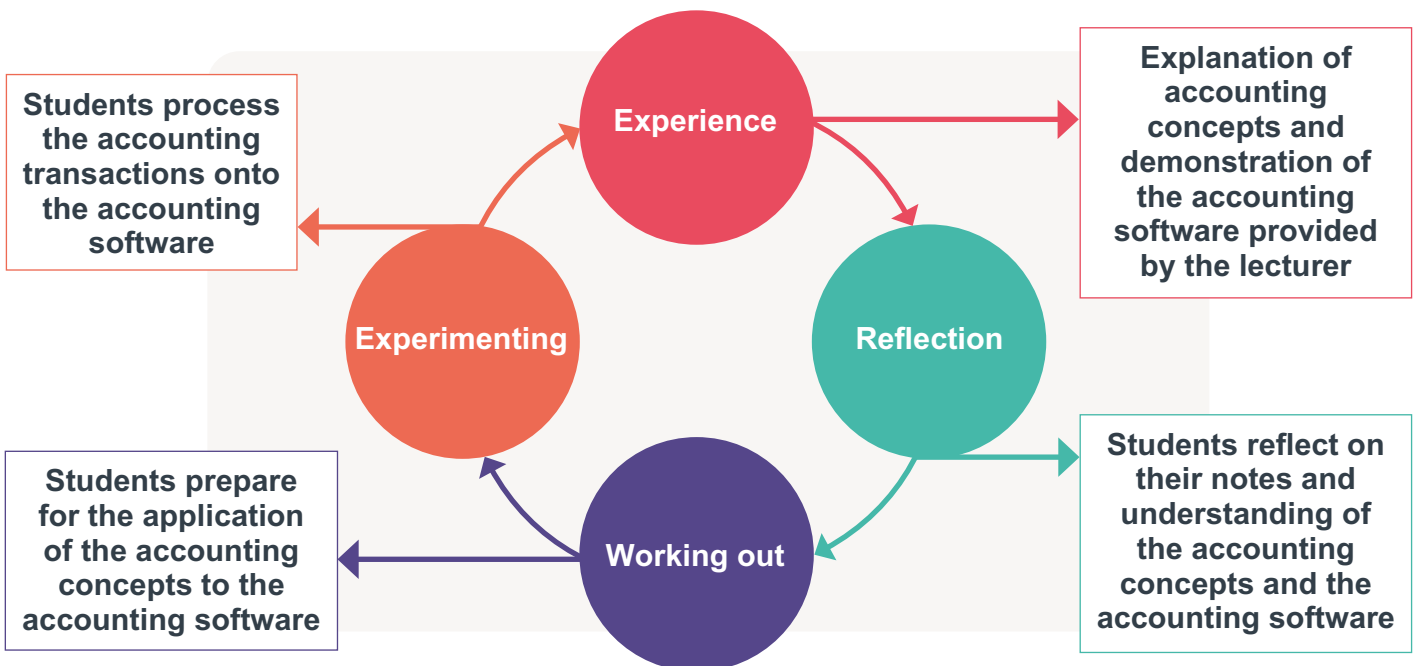 Experience
Explanation of
accounting
concepts and
demonstration of
the accounting
software provided
by the lecturer
Reflection
Students reflect on
their notes and
understanding of
the accounting
concepts and the
accounting software
Working out
Students prepare
for the application
of the accounting
concepts to the
accounting software
Experimenting
Students process
the accounting
transactions onto
the accounting
software